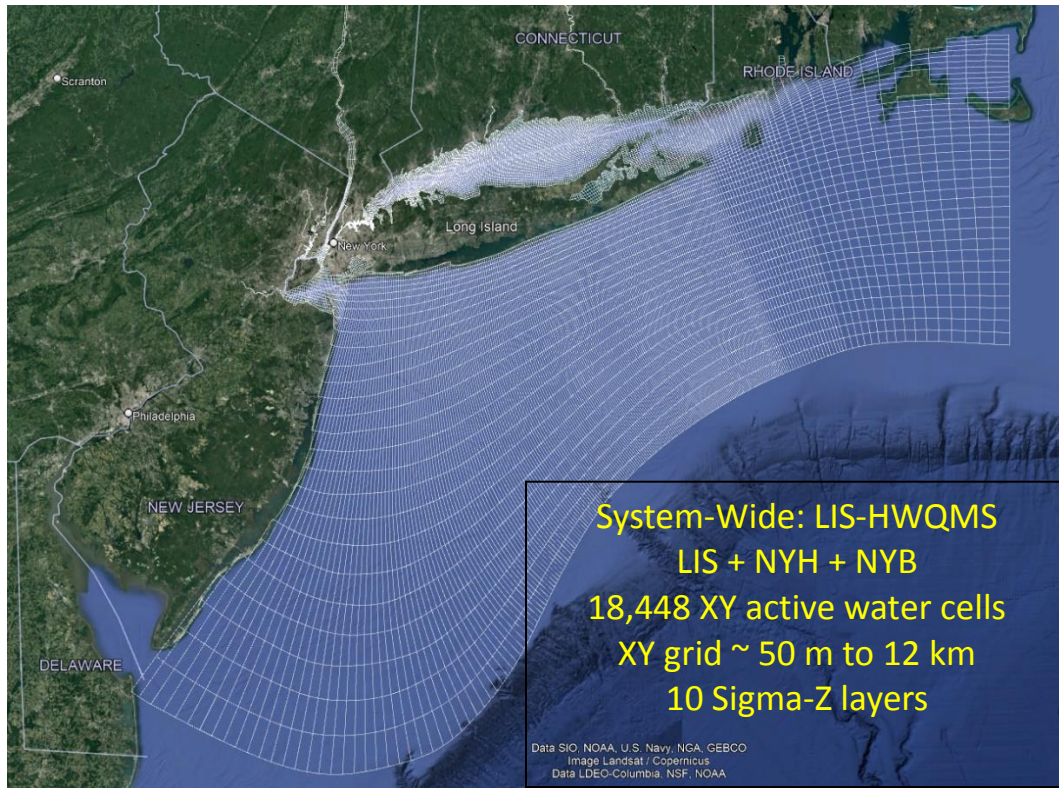 CONNECTICUT
Scranton
RHODE ISLAND
Long Island
New York
Philadelphia
NEW JERSEY
DELAWARE
System-Wide: LIS-HWQMS
LIS + NYH + NYB
18,448 XY active water cells
XY grid ~ 50 m to 12 km
10 Sigma-Z layers
Data SIO, NOAA, U.S. Navy, NGA, GEBCO
Image Landsat / Copernicus
Data LDEO-Columbia, NSF, NOAA